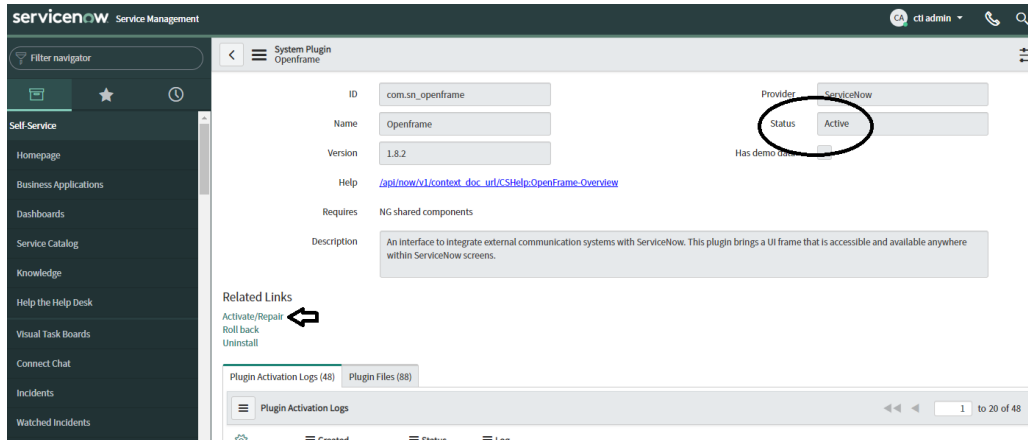 servicenow Service Management
CA cti admin
Filter navigator
System Plugin
Openframe
Self-Service
Homepage
Business Applications
Dashboards
Service Catalog
Knowledge
Help the Help Desk
Visual Task Boards
Connect Chat
Incidents
Watched Incidents
ID com.sn_openframe
Provider ServiceNow
Name Openframe
Status Active
Version 1.8.2
Has demo data
Help /api/now/v1/context_doc_url/CSHelp:OpenFrame-Overview
Requires NG shared components
Description An interface to integrate external communication systems with ServiceNow. This plugin brings a UI frame that is accessible and available anywhere
within ServiceNow screens.
Related Links
Activate/Repair
Roll back
Uninstall
Plugin Activation Logs (48) Plugin Files (88)
Plugin Activation Logs
1 to 20 of 48
Created Status Log